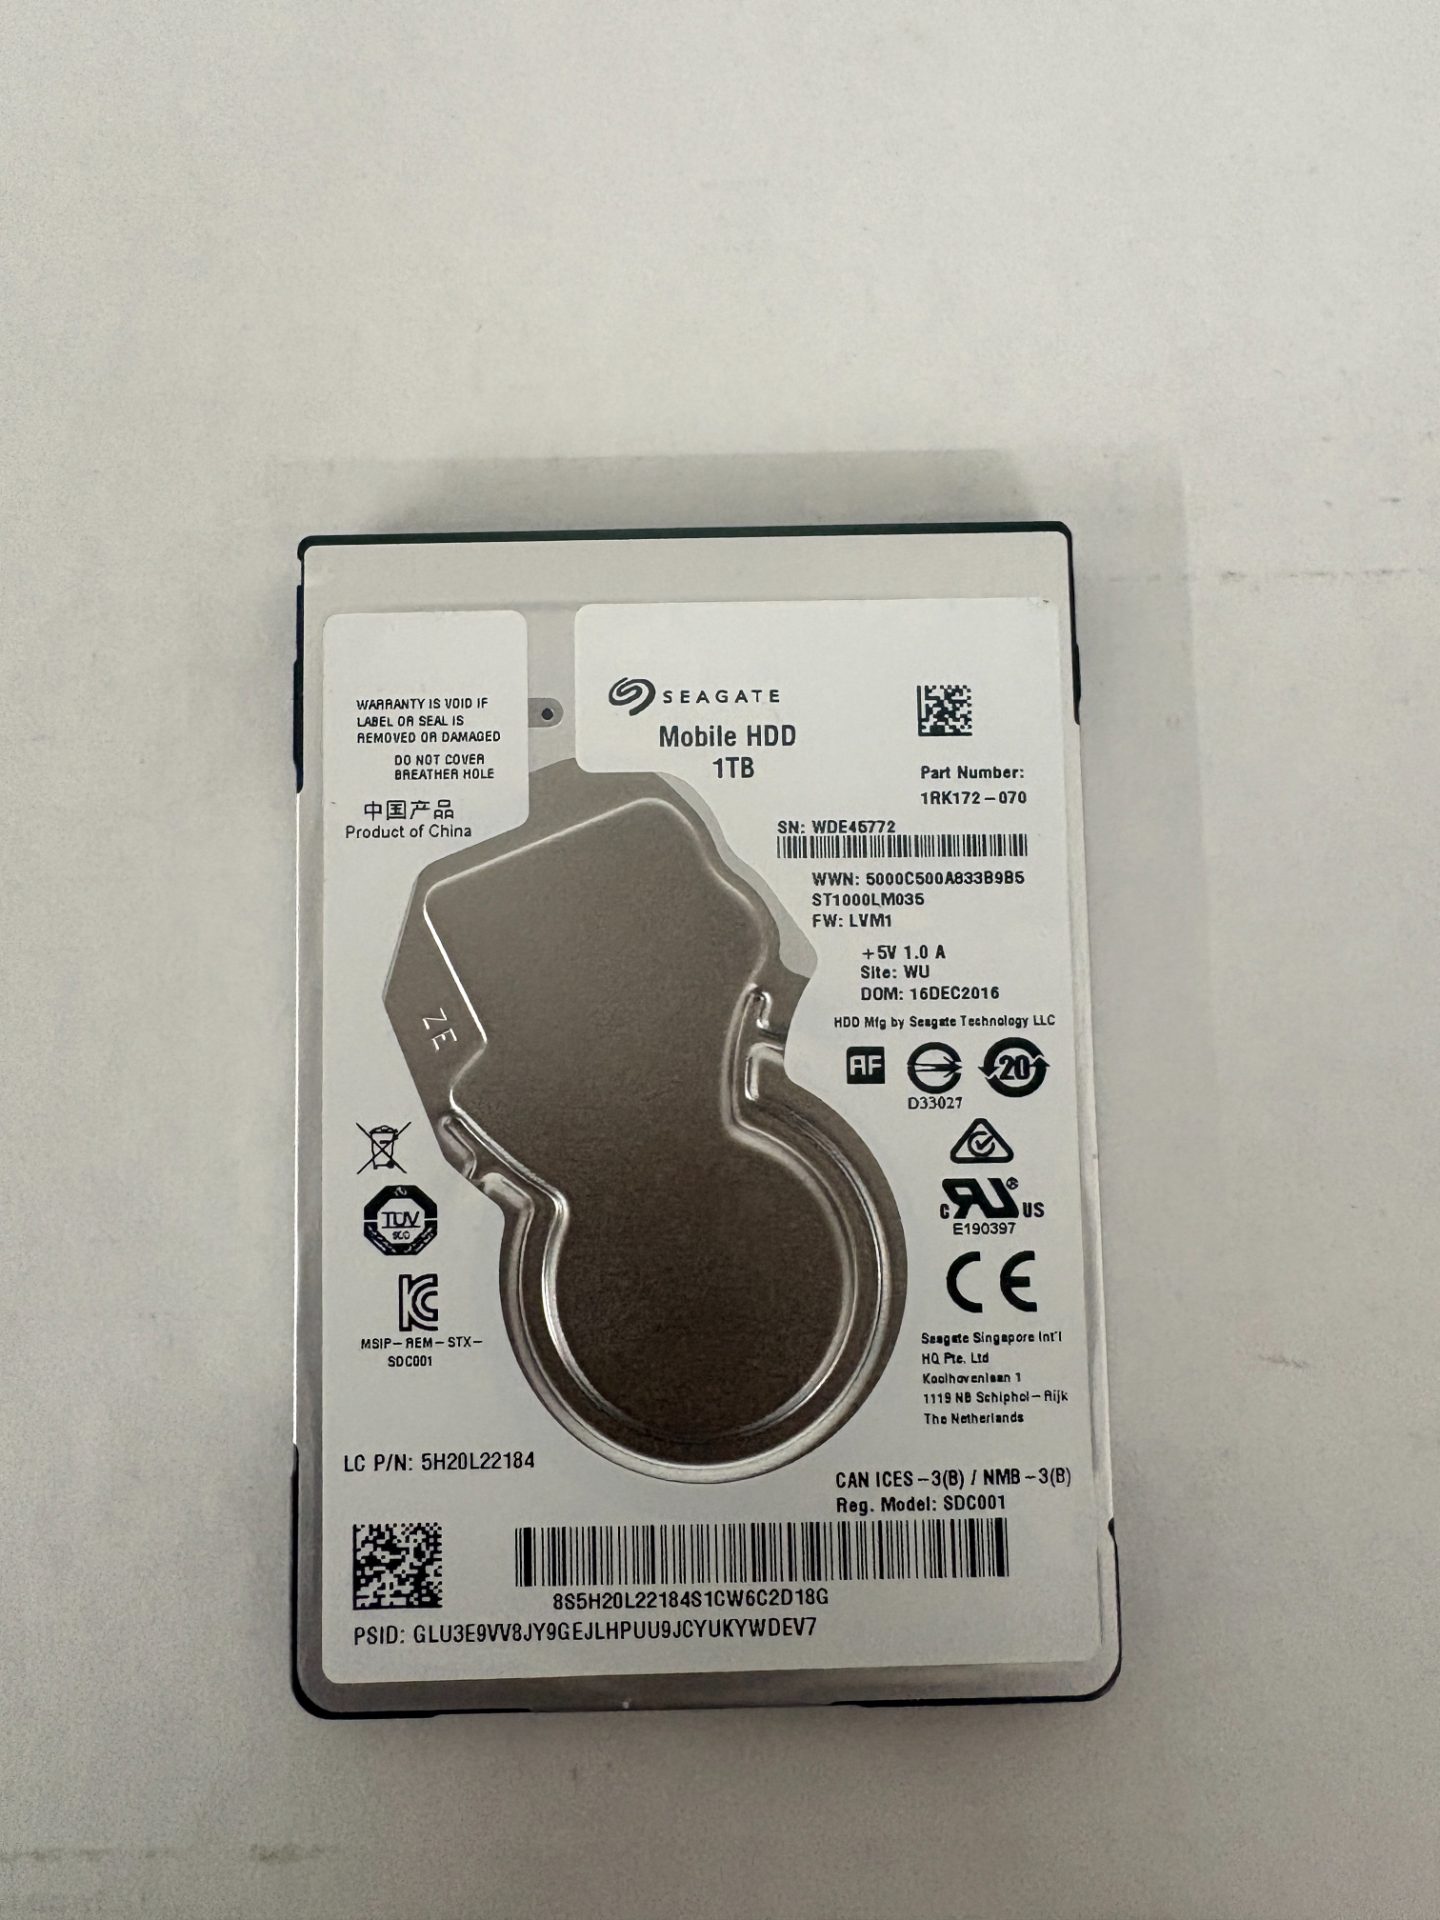 WARRANTY IS VOID IF
LABEL OR SEAL IS
REMOVED OR DAMAGED
DO NOT COVER
BREATHER HOLE
中国产品
Product of China
SEAGATE
Mobile HDD
1TB
Part Number:
1RK172-070
SN: WDE45772
WWN: 5000C500A833B9B5
ST1000LM035
FW: LVM1
+5V 1.0 A
Site: WU
DOM: 16DEC2016
HDD Mfg by Seagate Technology LLC
AF
D33027
20
ZE
TUV
MSIP-REM-STX-
SDC001
c RU ® US
E190397
CE
Seagate Singapore Int'l
HQ Pte. Ltd
Koolhovenlaan 1
1119 NB Schiphol-Rijk
The Netherlands
LC P/N: 5H20L22184
CAN ICES-3(B) / NMB-3(B)
Reg. Model: SDC001
8S5H20L22184S1CW6C2D18G
PSID: GLU3E9VV8JY9GEJLHPUU9JCYUKYWDEV7